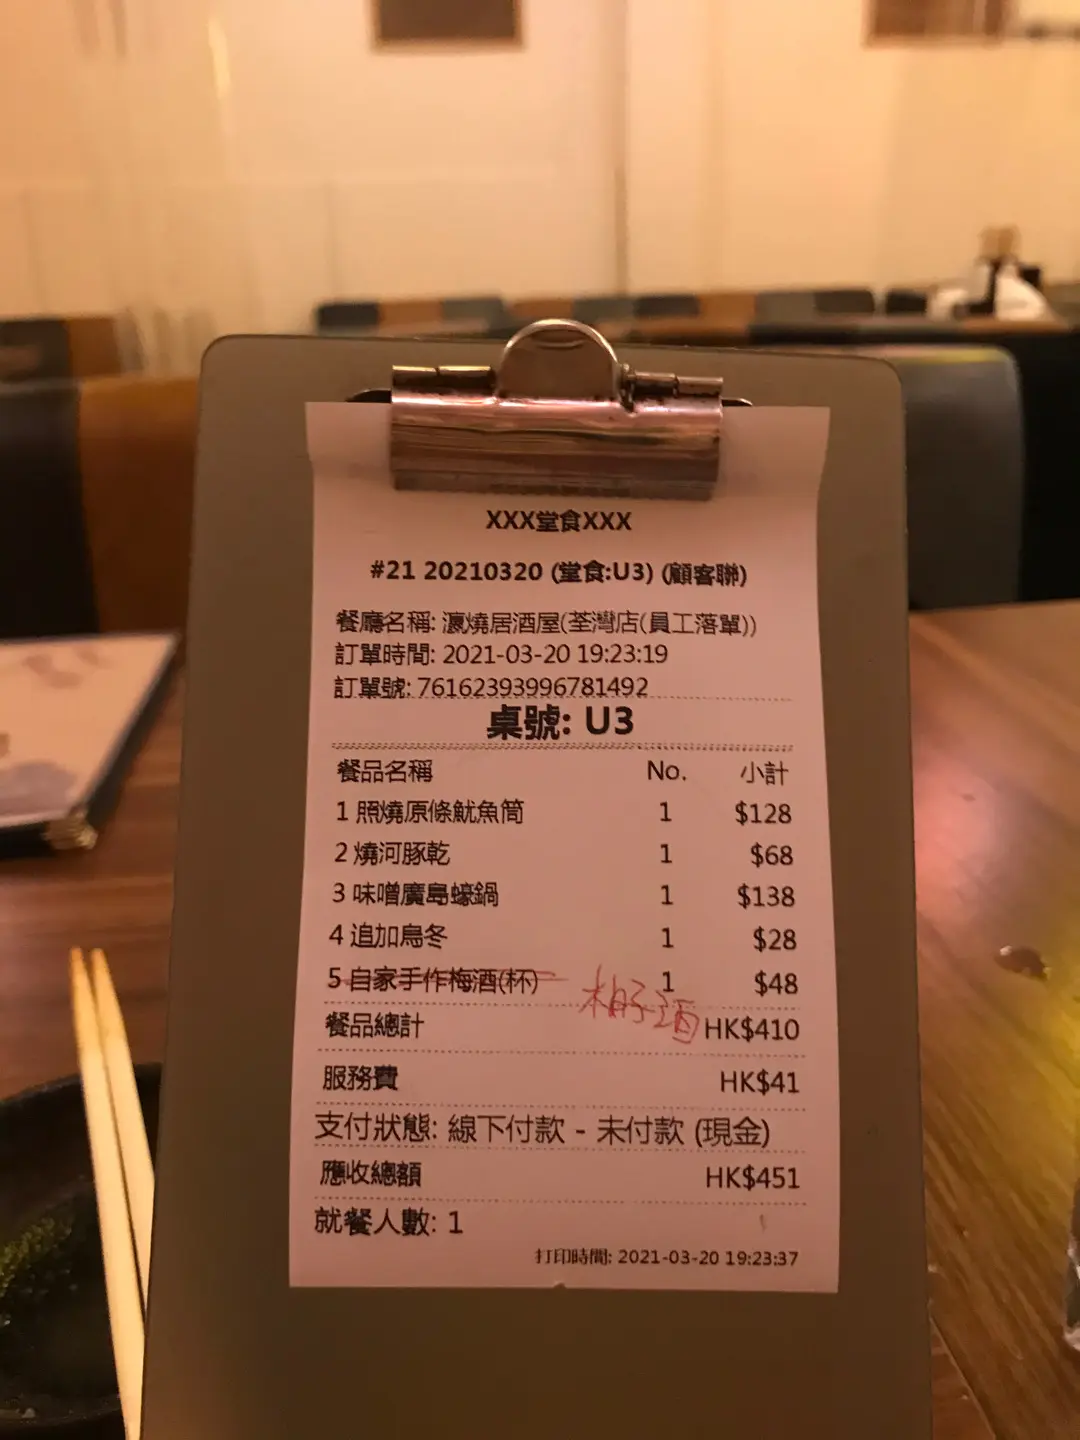 XXX堂食XXX
#21 20210320 (堂食:U3) (顧客聯)
餐廳名稱: 瀛燒居酒屋(荃灣店(員工落單))
訂單時間: 2021-03-20 19:23:19
訂單號: 76162393996781492
桌號: U3
餐品名稱 No. 小計
1 照燒原條魷魚筒 1 $128
2 燒河豚乾 1 $68
3 味噌廣島蠔鍋 1 $138
4 追加烏冬 1 $28
5 自家手作梅酒(杯) 1 $48
柚子酒
餐品總計 HK$410
服務費 HK$41
支付狀態: 線下付款 - 未付款 (現金)
應收總額 HK$451
就餐人數: 1
打印時間: 2021-03-20 19:23:37